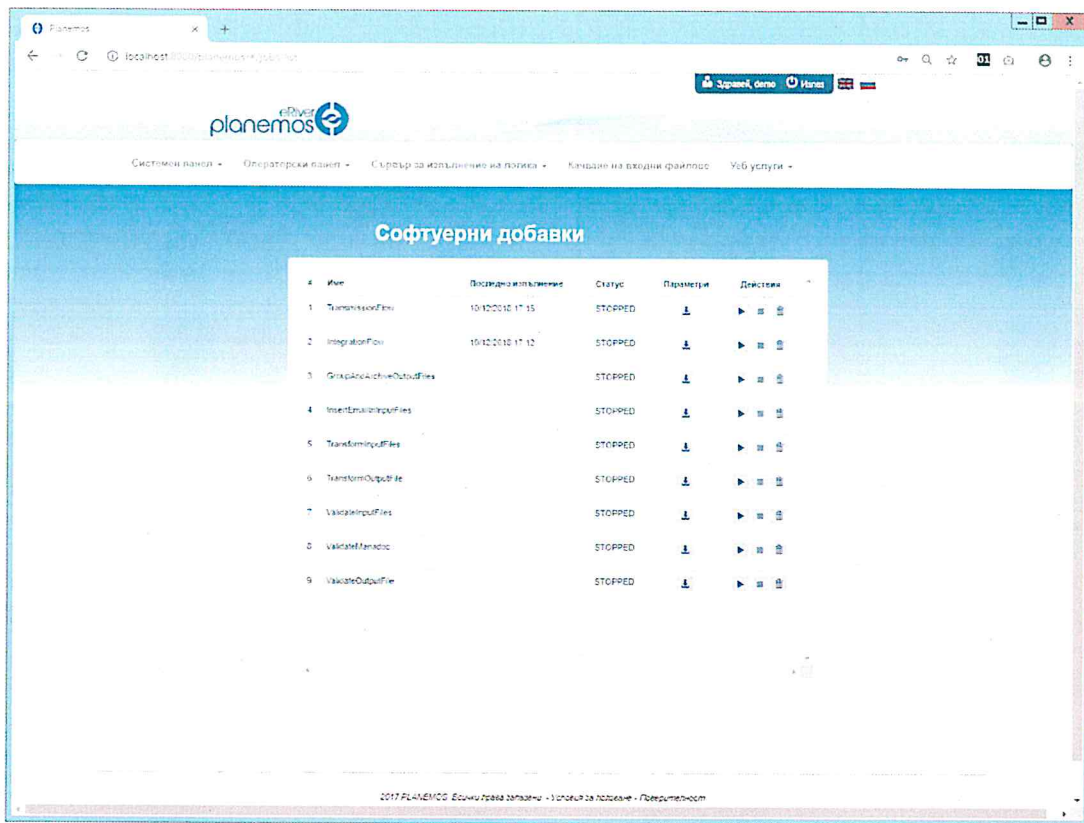 Planemos
localhost
Здравей, demo Изход
eRiver
planemos
Системен панел Операторски панел Сървър за изпълнение на логика Качване на входни файлове Уеб услуги
Софтуерни добавки
# Име Последно изпълнение Статус Параметри Действия
1 TransmissionFlow 10/12/2018 17:15 STOPPED
2 IntegrationFlow 10/12/2018 17:12 STOPPED
3 GroupAndArchiveOutputFiles STOPPED
4 InsertEmailInInputFiles STOPPED
5 TransformInputFiles STOPPED
6 TransformOutputFile STOPPED
7 ValidateInputFiles STOPPED
8 STOPPED
9 ValidateOutputFile STOPPED
2017 PLANEMOS. Всички права запазени. - Условия за ползване - Поверителност